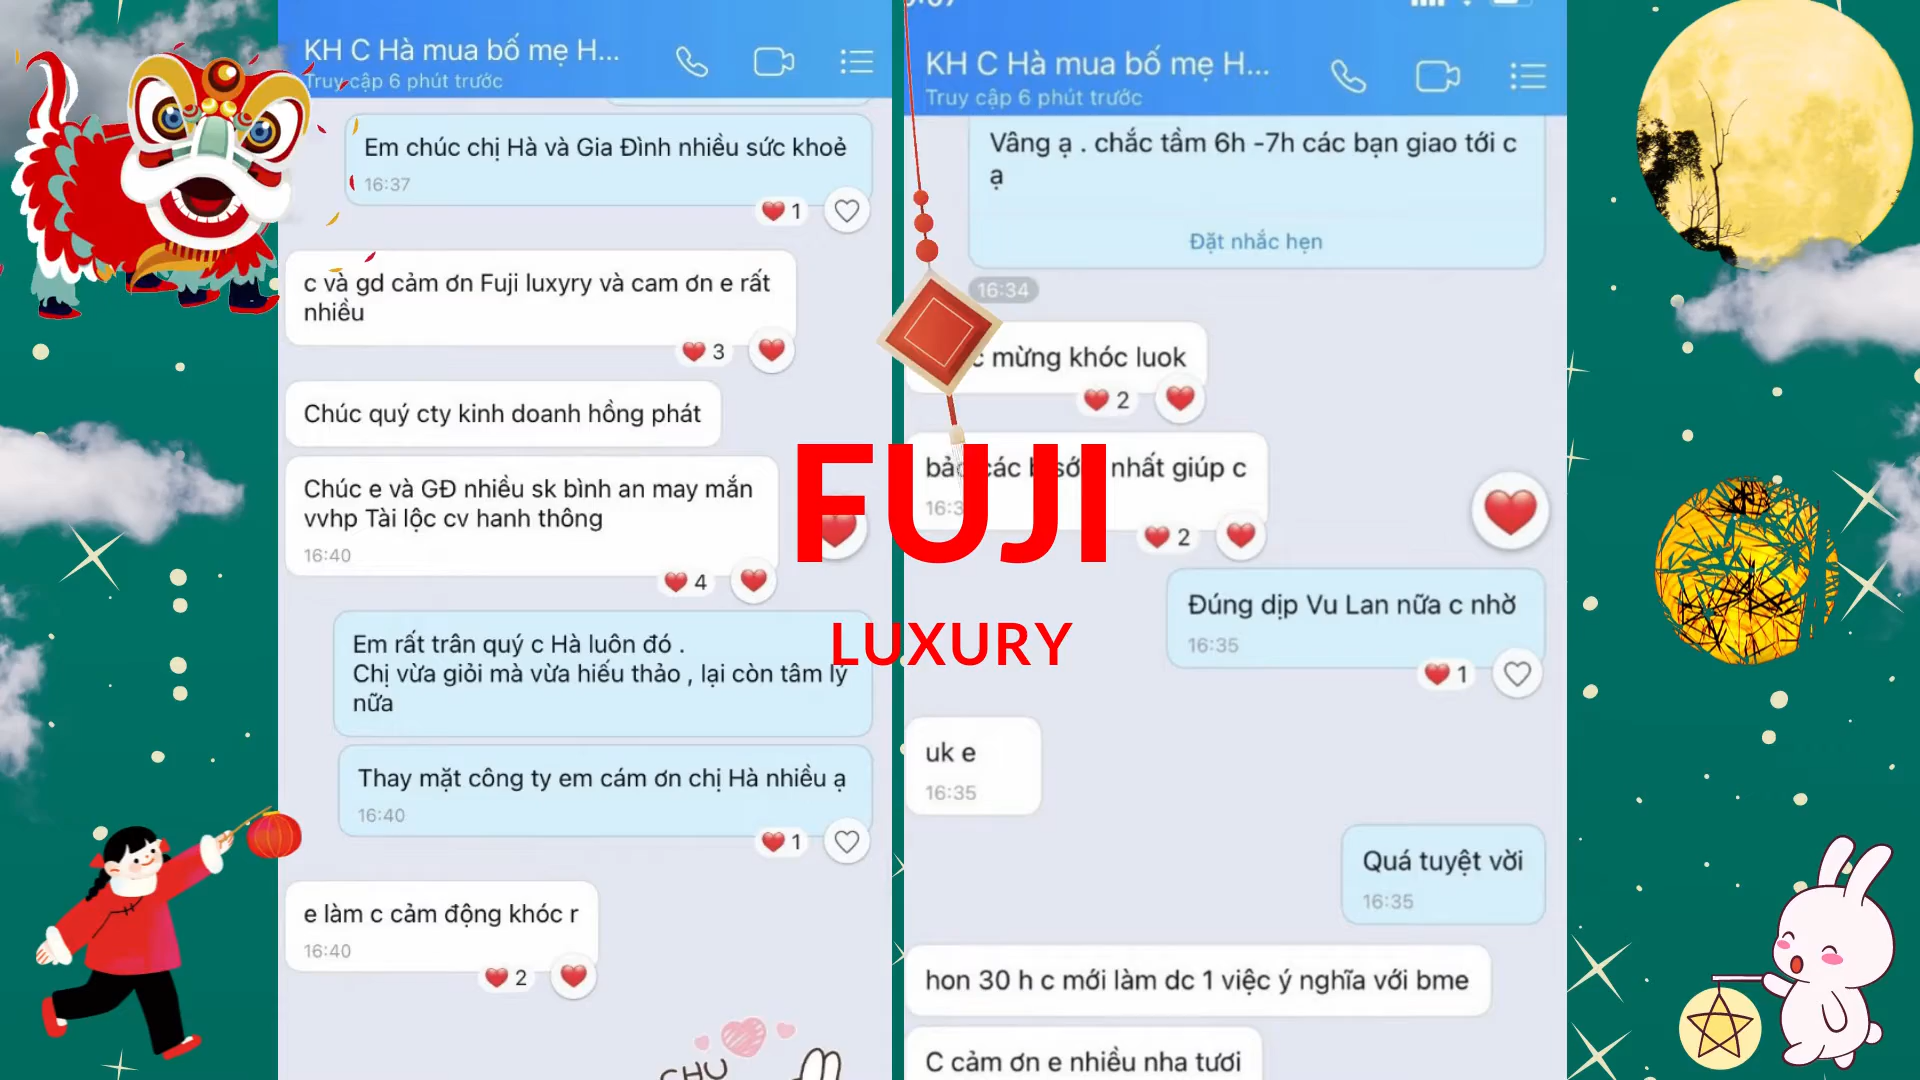 KH C Hà mua bố mẹ H...
Truy cập 6 phút trước
Em chúc chị Hà và Gia Đình nhiều sức khoẻ
16:37
1
c và gd cảm ơn Fuji luxyry và cam ơn e rất
nhiều
3
Chúc quý cty kinh doanh hồng phát
Chúc e và GĐ nhiều sk bình an may mắn
vvhp Tài lộc cv hanh thông
16:40
4
Em rất trân quý c Hà luôn đó .
Chị vừa giỏi mà vừa hiếu thảo , lại còn tâm lý
nữa
Thay mặt công ty em cám ơn chị Hà nhiều ạ
16:40
1
e làm c cảm động khóc r
16:40
2
CHU
FUJI
LUXURY
KH C Hà mua bố mẹ H...
Truy cập 6 phút trước
Vâng ạ . chắc tầm 6h -7h các bạn giao tới c
ạ
Đặt nhắc hẹn
16:34
mừng khóc luok
2
các nhất giúp c
2
Đúng dịp Vu Lan nữa c nhờ
16:35
1
uk e
16:35
Quá tuyệt vời
16:35
hon 30 h c mới làm dc 1 việc ý nghĩa với bme
C cảm ơn e nhiều nha tươi